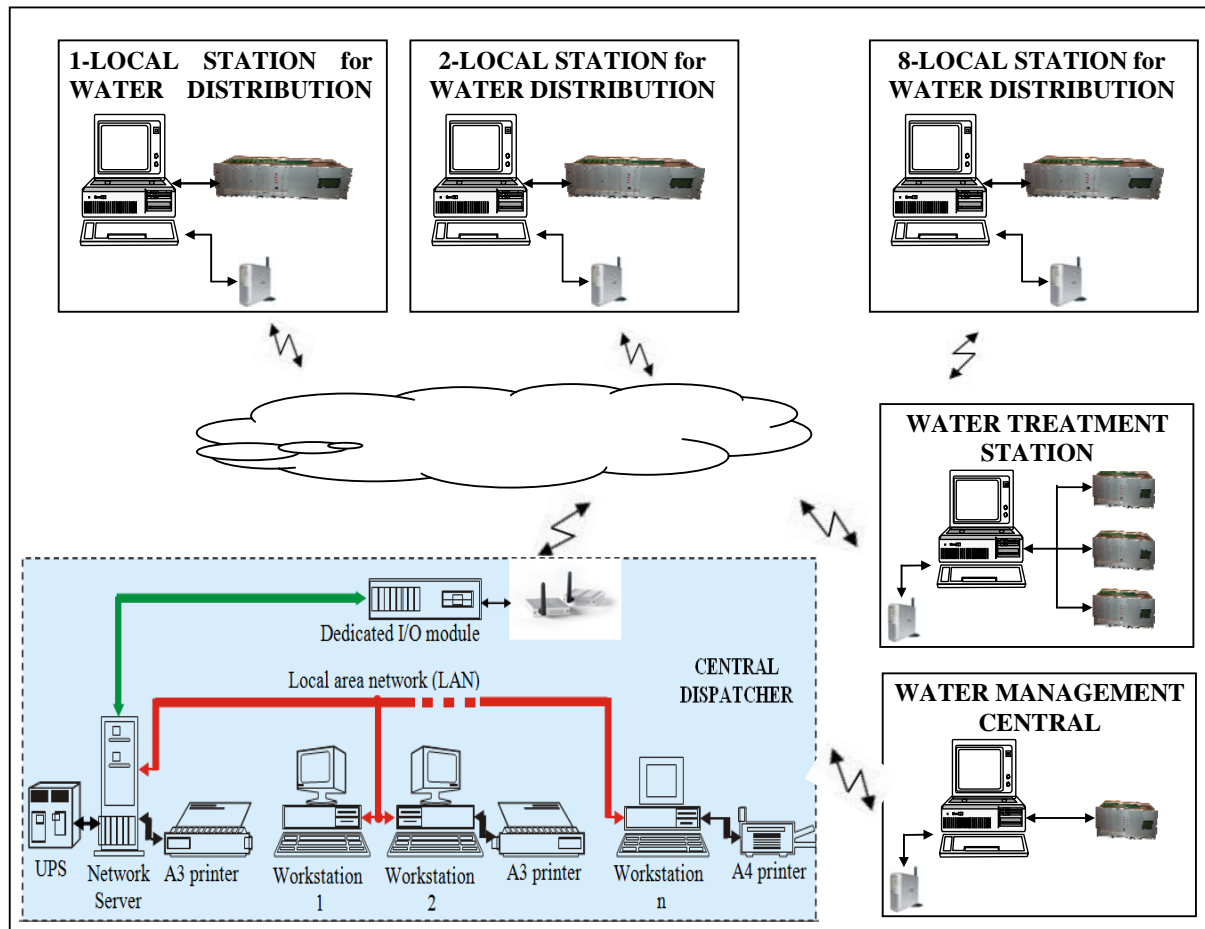 1-LOCAL STATION for
WATER DISTRIBUTION
2-LOCAL STATION for
WATER DISTRIBUTION
8-LOCAL STATION for
WATER DISTRIBUTION
WATER TREATMENT
STATION
Dedicated I/O module
CENTRAL
DISPATCHER
Local area network (LAN)
WATER MANAGEMENT
CENTRAL
UPS
Network
Server
A3 printer
Workstation
1
Workstation
2
A3 printer
Workstation
n
A4 printer